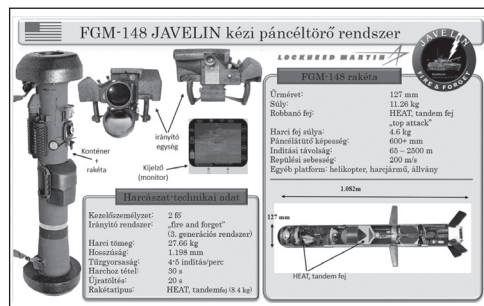 FGM-148 JAVELIN kézi páncéltörő rendszer
LOCKHEED MARTIN
JAVELIN
FIRE & FORGET
irányító
egység
Konténer
+
rakéta
Kijelző
(monitor)
Harcászat-technikai adat
Kezelőszemélyzet: 2 fő
Irányító rendszer: „fire and forget”
(3. generációs rendszer)
Harci tömeg: 27.66 kg
Hosszúság: 1.198 mm
Tűzgyorsaság: 4-5 indítás/perc
Harchoz tétel: 30 s
Újratöltés: 20 s
Rakétatípus: HEAT, tandemfej (8.4 kg)
FGM-148 rakéta
Űrméret: 127 mm
Súly: 11.26 kg
Robbanó fej: HEAT, tandem fej
„top attack”
Harci fej súlya: 4.6 kg
Páncélátütő képesség: 600+ mm
Indítási távolság: 65 – 2500 m
Repülési sebesség: 200 m/s
Egyéb platform: helikopter, harcjármű, állvány
1.082m
127 mm
HEAT, tandem fej